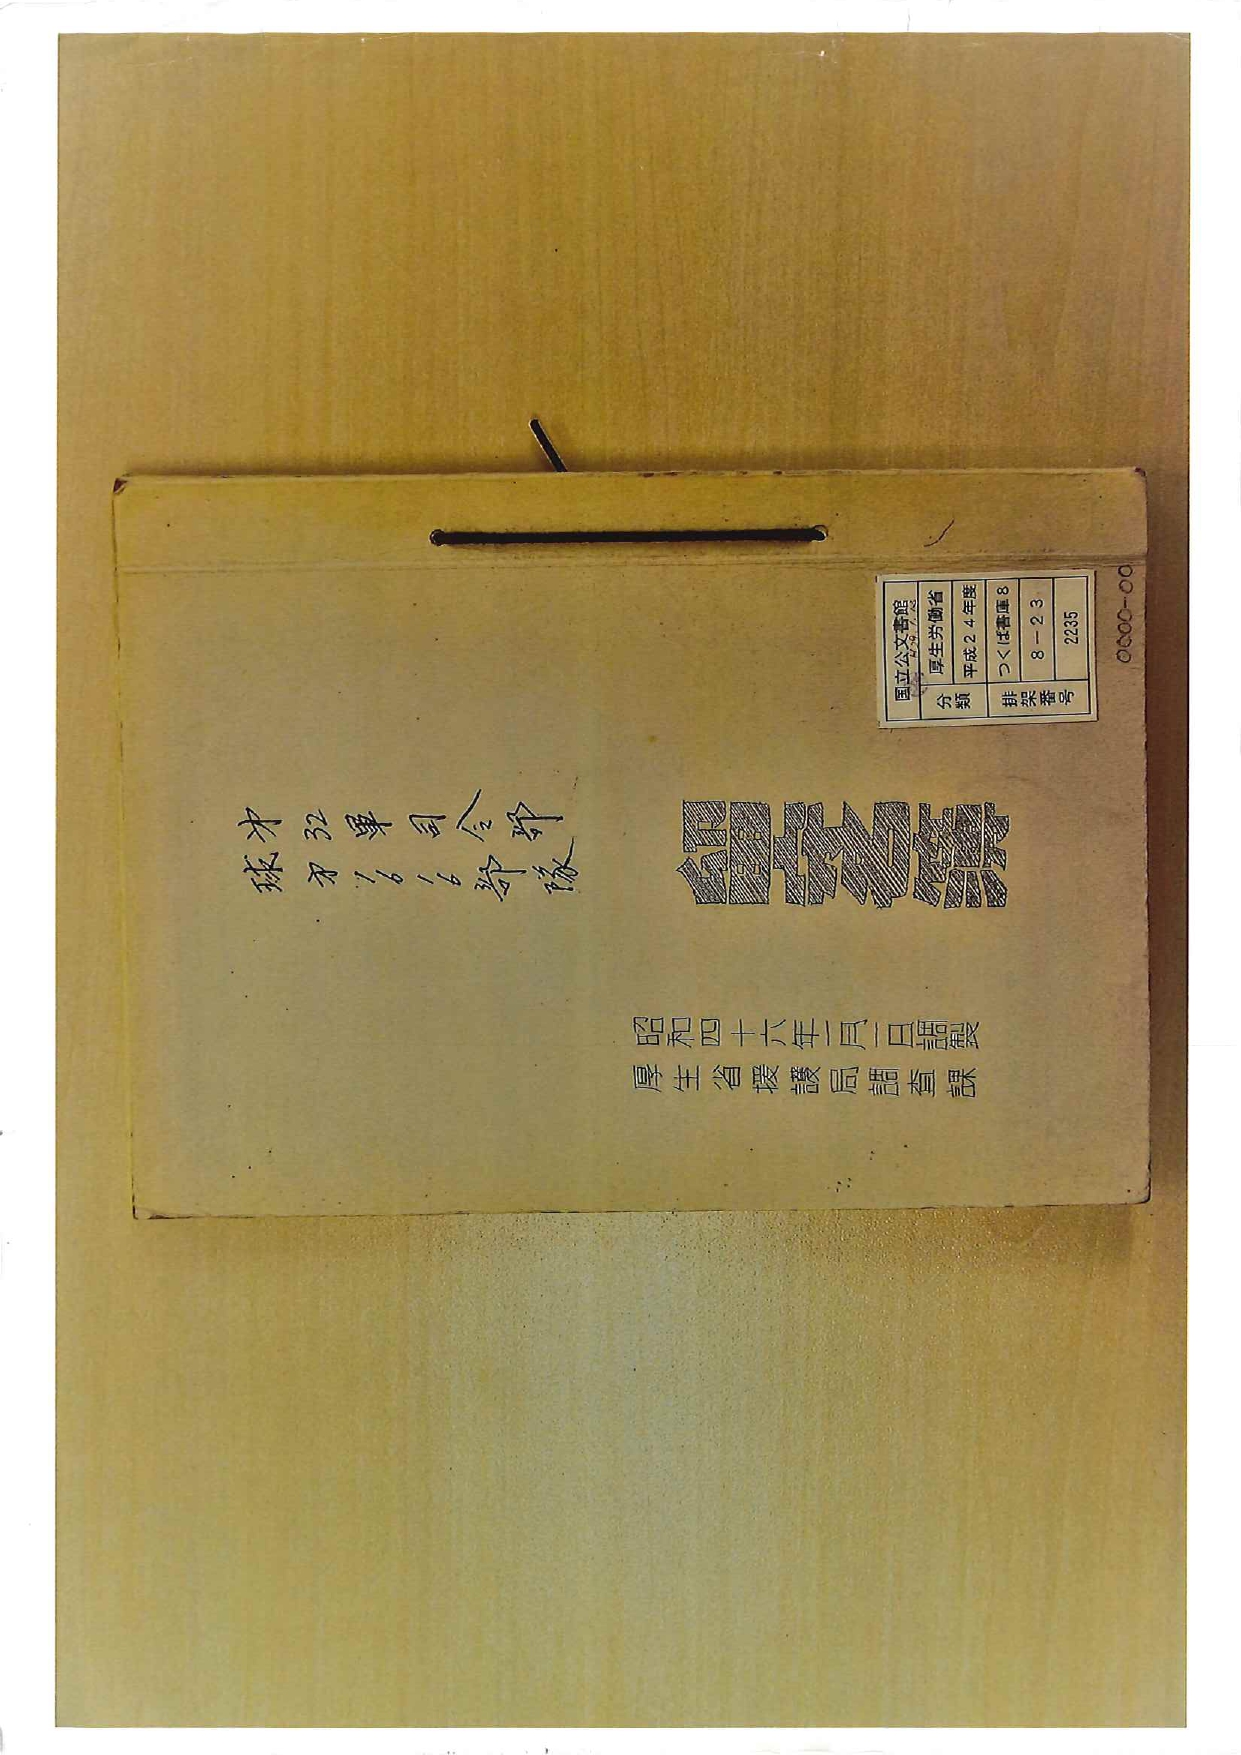 第32軍司令部
球第1616部隊
留守名簿
昭和四十六年一月一日調製
厚生省援護局調査課
国立公文書館
分類
厚生労働省
平成24年度
排架番号
つくば書庫8
8-23
2235
0000-00